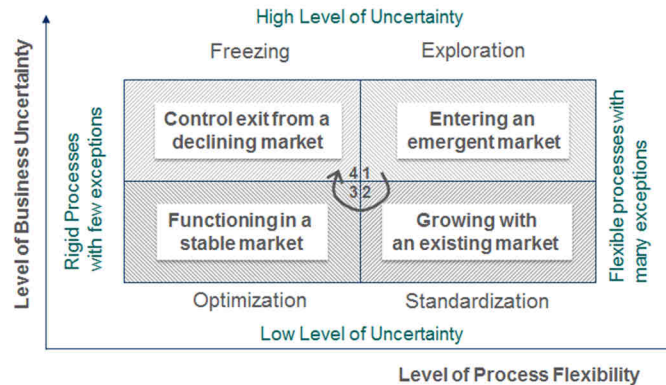 High Level of Uncertainty
Freezing
Exploration
Level of Business Uncertainty
Rigid Processes
with few exceptions
Control exit from a
declining market
Entering an
emergent market
4 1
3 2
Functioning in a
stable market
Growing with
an existing market
Flexible processes with
many exceptions
Optimization
Standardization
Low Level of Uncertainty
Level of Process Flexibility